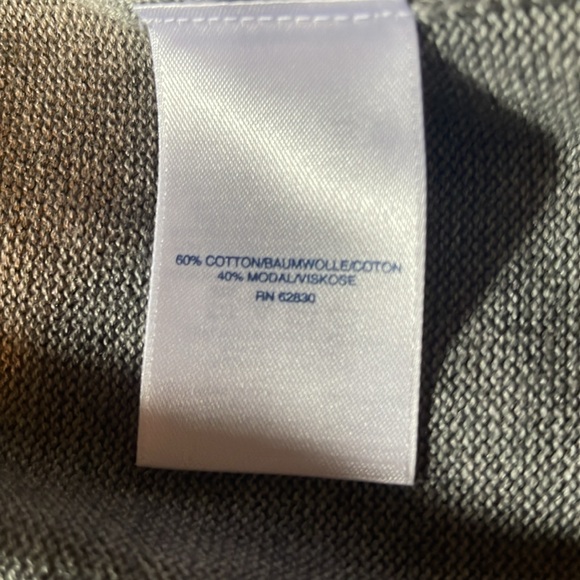 60% COTTON/BAUMWOLLE/COTON
40% MODAL/VISKOSE
RN 62830